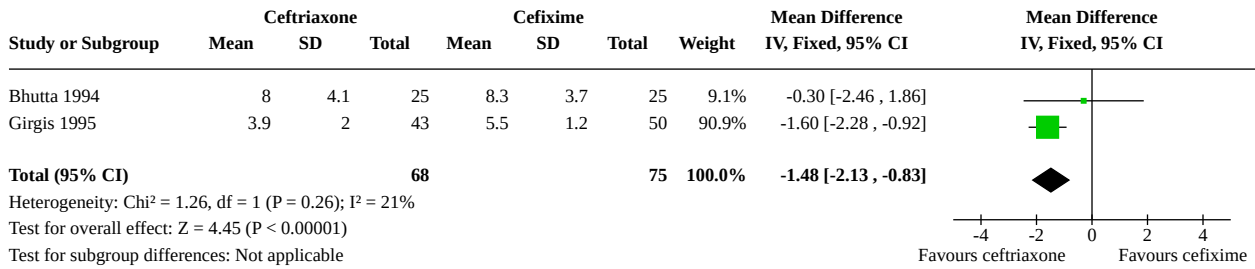 Ceftriaxone Cefixime Mean Difference Mean Difference
Study or Subgroup Mean SD Total Mean SD Total Weight IV, Fixed, 95% CI IV, Fixed, 95% CI
Bhutta 1994 8 4.1 25 8.3 3.7 25 9.1% -0.30 [-2.46 , 1.86]
Girgis 1995 3.9 2 43 5.5 1.2 50 90.9% -1.60 [-2.28 , -0.92]
Total (95% CI) 68 75 100.0% -1.48 [-2.13 , -0.83]
Heterogeneity: Chi² = 1.26, df = 1 (P = 0.26); I² = 21%
Test for overall effect: Z = 4.45 (P < 0.00001)
-4 -2 0 2 4
Test for subgroup differences: Not applicable Favours ceftriaxone Favours cefixime